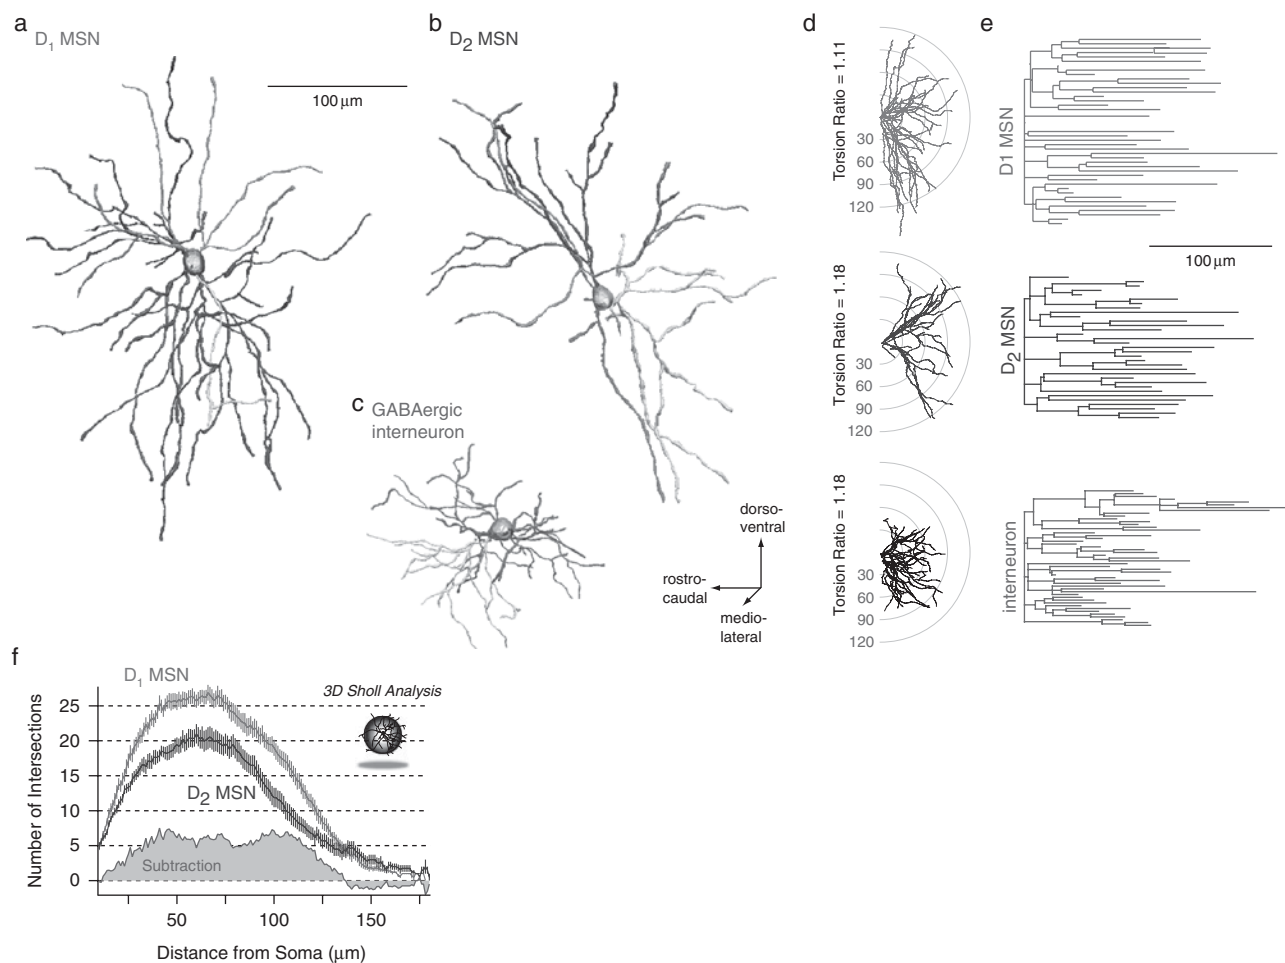 a
D1 MSN
100 µm
b
D2 MSN
c
GABAergic
interneuron
dorso-
ventral
rostro-
caudal
medio-
lateral
d
Torsion Ratio = 1.11
30
60
90
120
Torsion Ratio = 1.18
30
60
90
120
Torsion Ratio = 1.18
30
60
90
120
e
D1 MSN
100 µm
D2 MSN
interneuron
f
D1 MSN
3D Sholl Analysis
D2 MSN
Subtraction
Number of Intersections
25
20
15
10
5
0
50
100
150
Distance from Soma (µm)